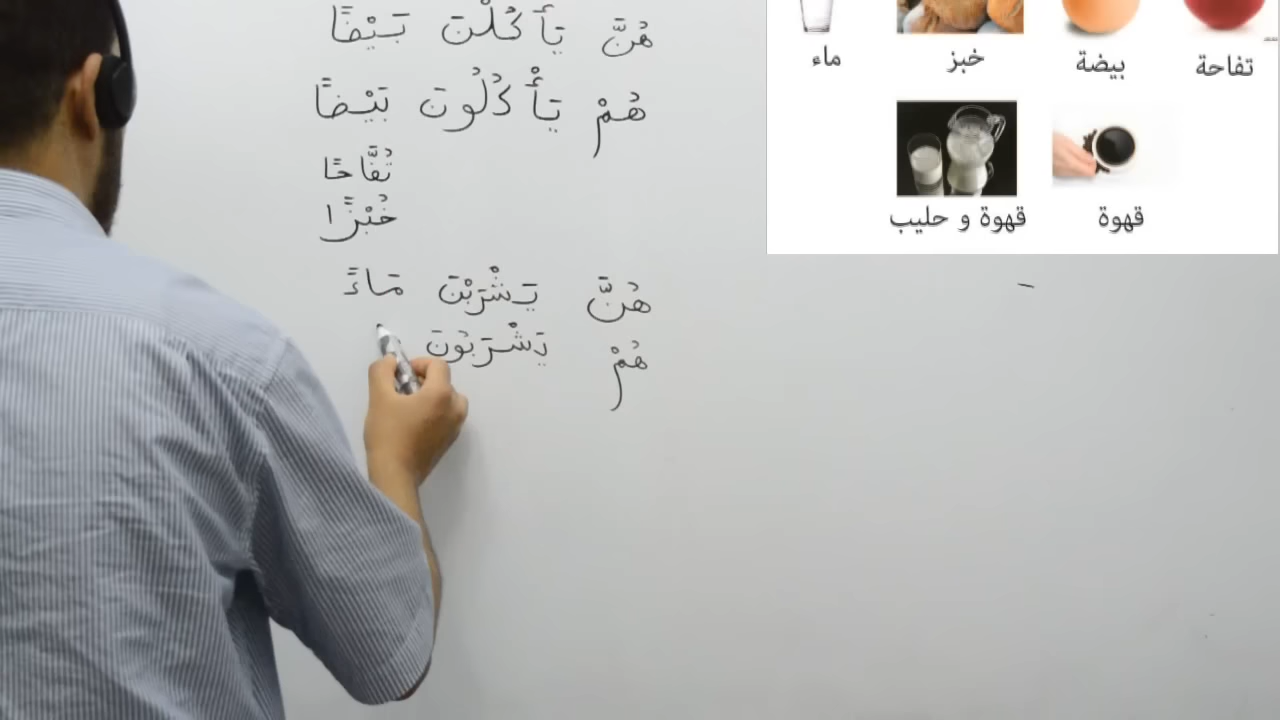 هُنَّ يَأْكُلْنَ بَيْضًا
هُمْ يَأْكُلُونَ بَيْضًا
تُفَّاحًا
خُبْزًا
هُنَّ يَشْرَبْنَ مَاءً
هُمْ يَشْرَبُونَ
تفاحة بيضة خبز ماء
قهوة قهوة و حليب